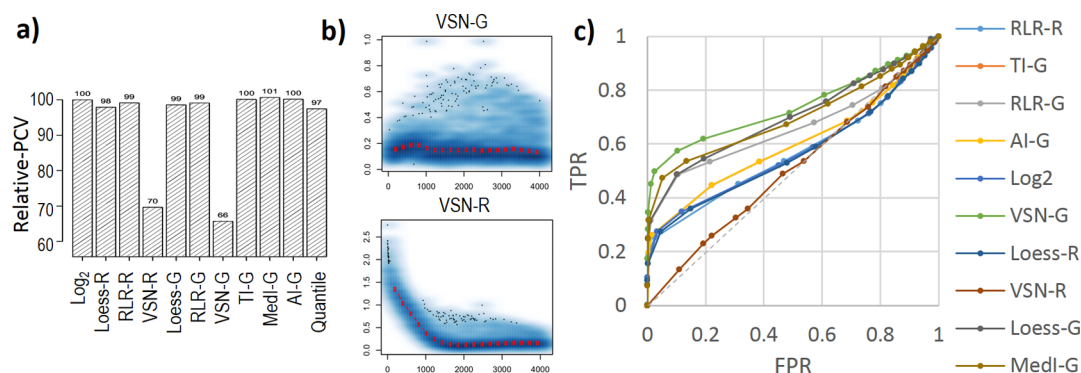 a)
Relative-PCV
100
90
80
70
60
100
98
99
70
99
99
66
100
101
100
97
Log2
Loess-R
RLR-R
VSN-R
Loess-G
RLR-G
VSN-G
TI-G
MedI-G
AI-G
Quantile
b)
VSN-G
1.0
0.8
0.6
0.4
0.2
0.0
0
1000
2000
3000
4000
VSN-R
2.5
2.0
1.5
1.0
0.5
0.0
0
1000
2000
3000
4000
c)
TPR
1
0.8
0.6
0.4
0.2
0
0
0.2
0.4
0.6
0.8
1
FPR
RLR-R
TI-G
RLR-G
AI-G
Log2
VSN-G
Loess-R
VSN-R
Loess-G
MedI-G